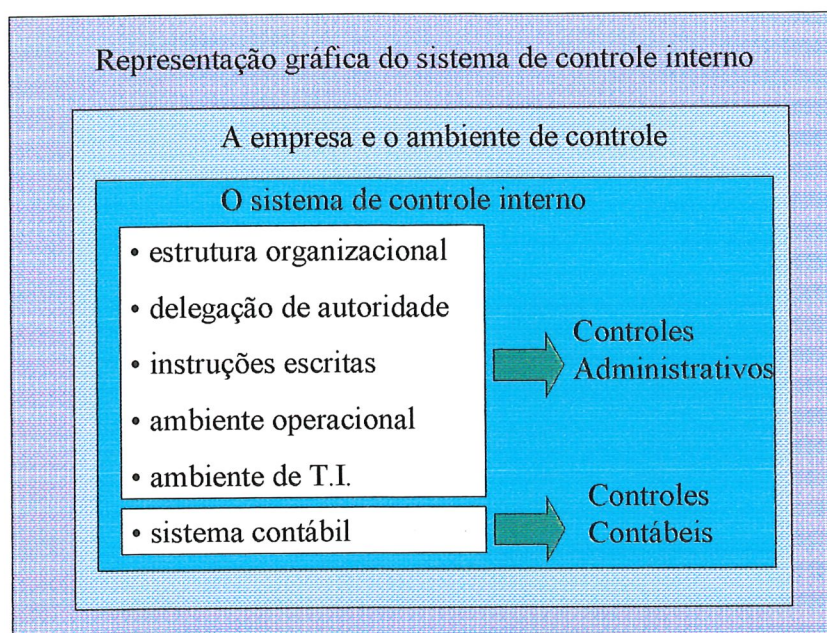 Representação gráfica do sistema de controle interno
A empresa e o ambiente de controle
O sistema de controle interno
• estrutura organizacional
• delegação de autoridade
• instruções escritas
• ambiente operacional
• ambiente de T.I.
Controles
Administrativos
• sistema contábil
Controles
Contábeis